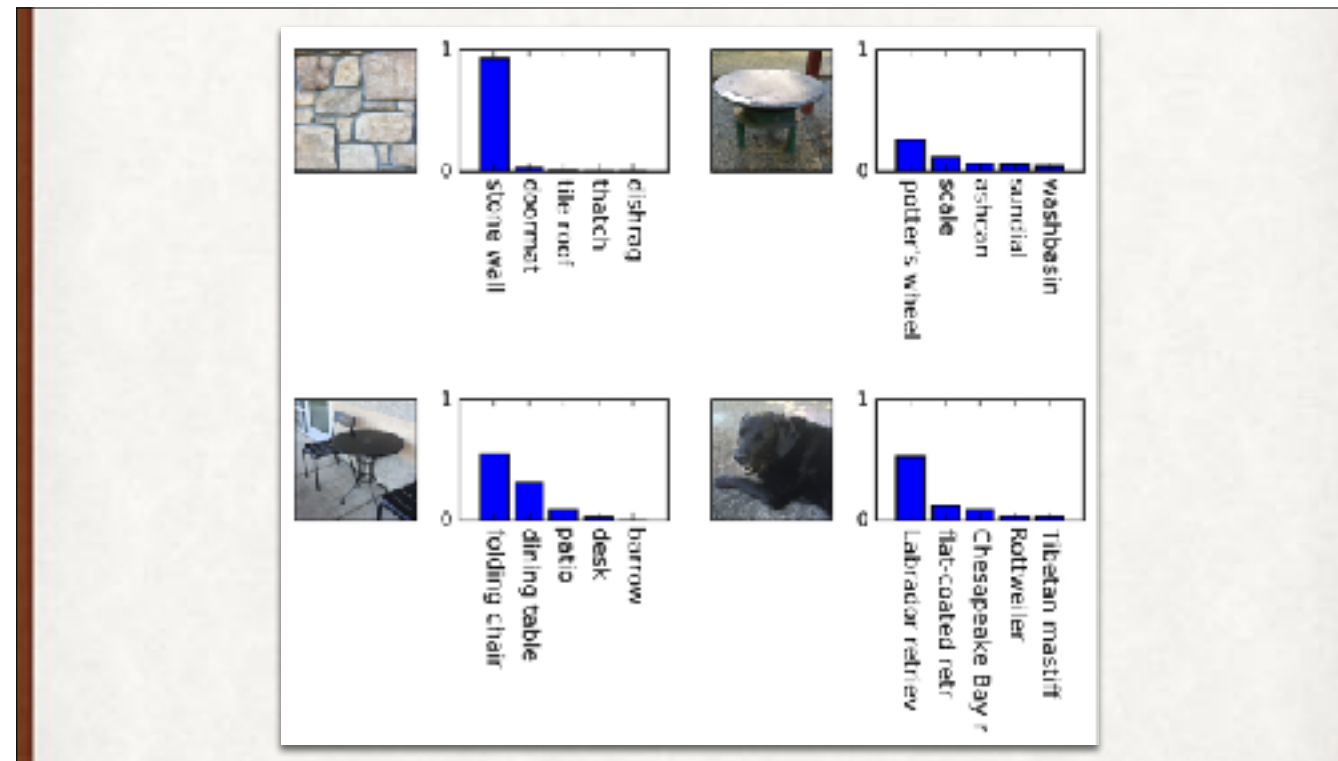 1
0
stone wall
doormat
tile roof
thatch
dishrag
1
0
potter's wheel
scale
ashcan
sundial
washbasin
1
0
folding chair
dining table
patio
desk
barrow
1
0
Labrador retriev
flat-coated retr
Chesapeake Bay r
Rottweiler
Tibetan mastiff